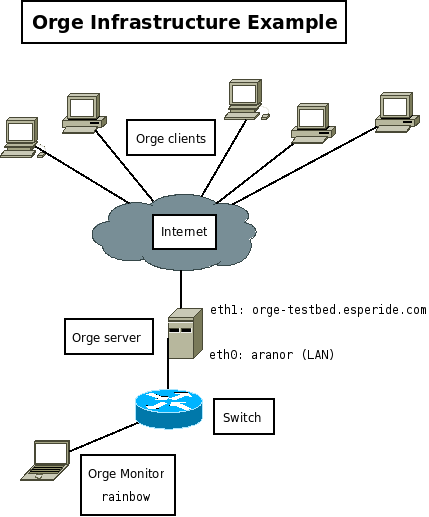 Orge Infrastructure Example
Orge clients
Internet
eth1: orge-testbed.esperide.com
Orge server
eth0: aranor (LAN)
Switch
Orge Monitor
rainbow